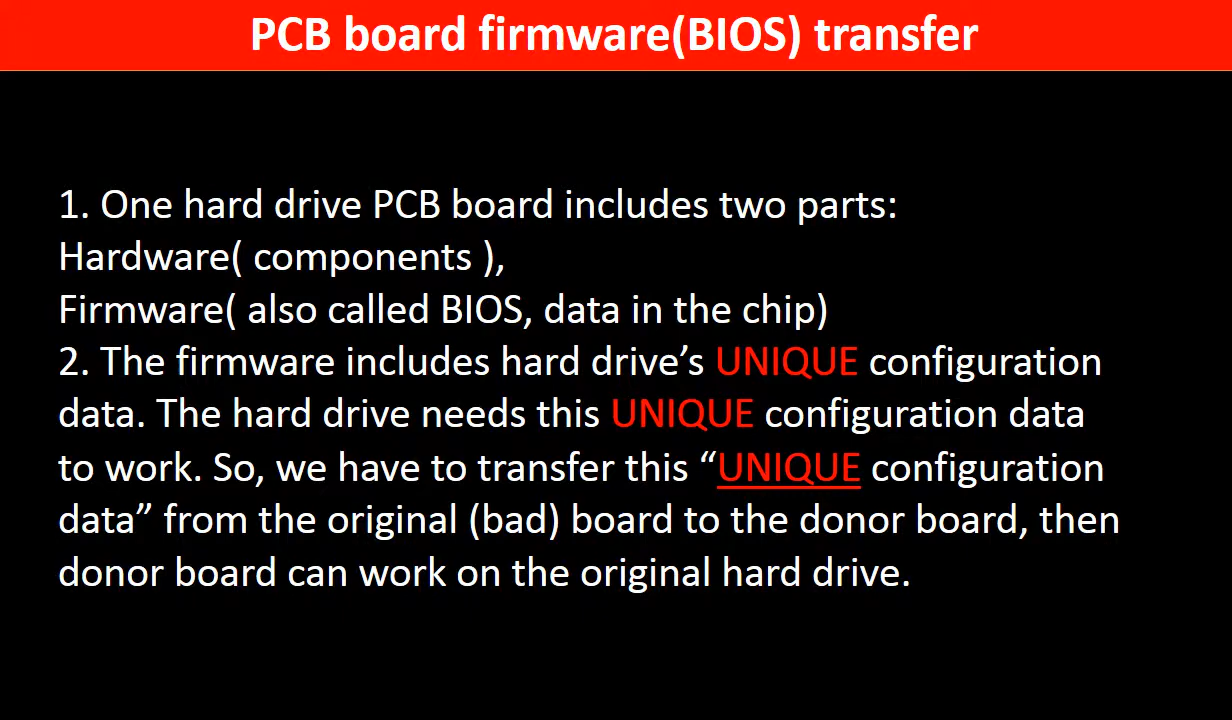 PCB board firmware(BIOS) transfer
1. One hard drive PCB board includes two parts:
Hardware( components ),
Firmware( also called BIOS, data in the chip)
2. The firmware includes hard drive’s UNIQUE configuration
data. The hard drive needs this UNIQUE configuration data
to work. So, we have to transfer this “UNIQUE configuration
data” from the original (bad) board to the donor board, then
donor board can work on the original hard drive.